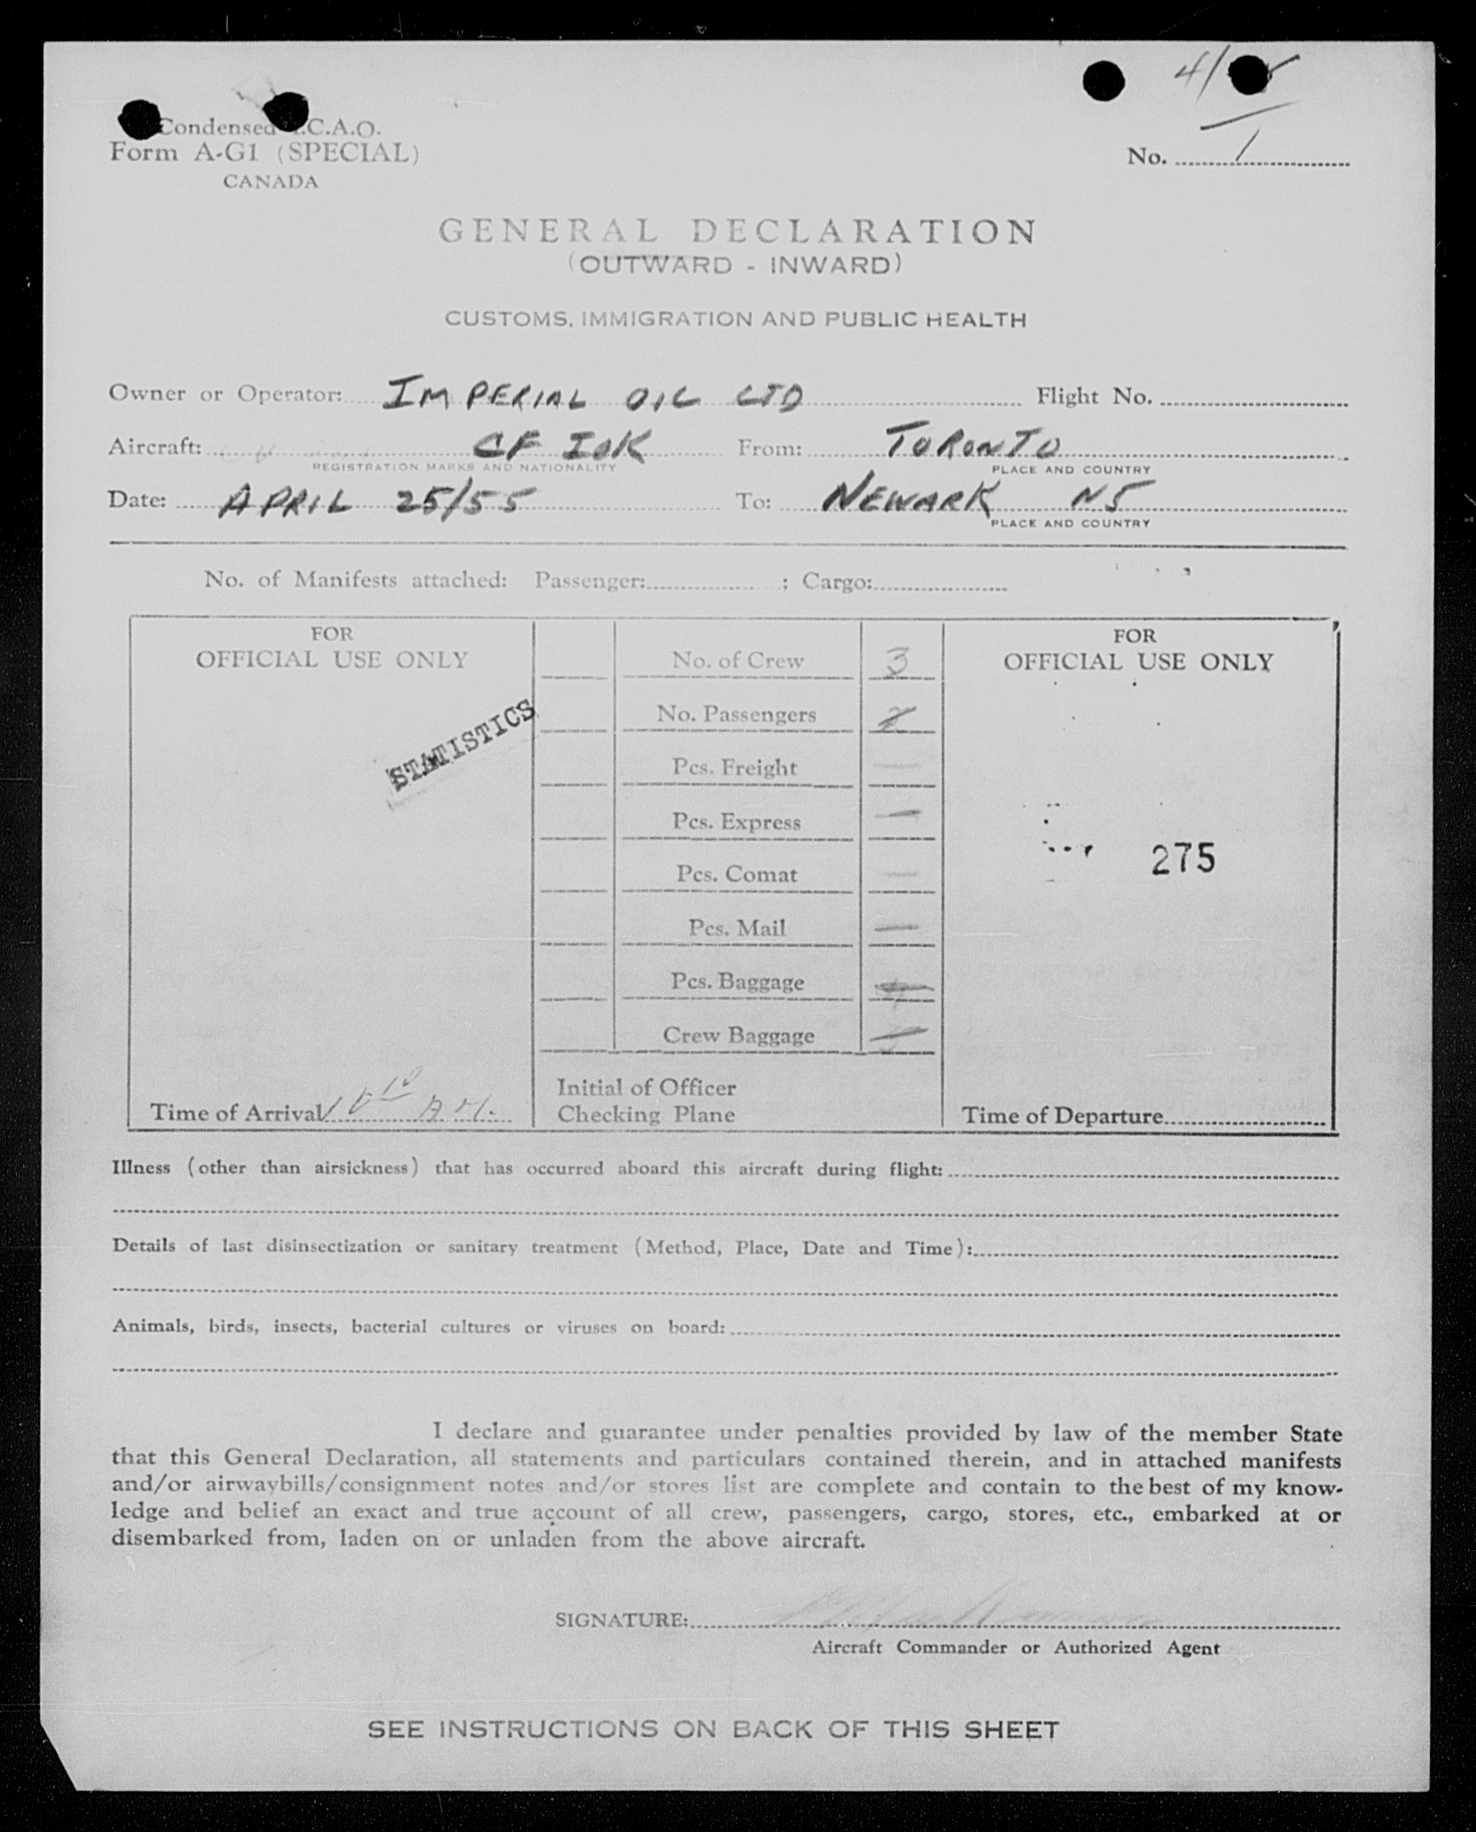 4/
Condensed I.C.A.O.
Form A-G1 (SPECIAL)
CANADA
No. 1
GENERAL DECLARATION
(OUTWARD - INWARD)
CUSTOMS, IMMIGRATION AND PUBLIC HEALTH
Owner or Operator: IMPERIAL OIL LTD Flight No.
Aircraft: CF IOK From: TORONTO
REGISTRATION MARKS AND NATIONALITY PLACE AND COUNTRY
Date: APRIL 25/55 To: NEWARK NJ
PLACE AND COUNTRY
No. of Manifests attached: Passenger: ; Cargo:
FOR
OFFICIAL USE ONLY
STATISTICS
Time of Arrival
No. of Crew 3
No. Passengers
Pcs. Freight —
Pcs. Express —
Pcs. Comat —
Pcs. Mail —
Pcs. Baggage
Crew Baggage
Initial of Officer
Checking Plane
FOR
OFFICIAL USE ONLY
275
Time of Departure
Illness (other than airsickness) that has occurred aboard this aircraft during flight:
Details of last disinsectization or sanitary treatment (Method, Place, Date and Time):
Animals, birds, insects, bacterial cultures or viruses on board:
I declare and guarantee under penalties provided by law of the member State
that this General Declaration, all statements and particulars contained therein, and in attached manifests
and/or airwaybills/consignment notes and/or stores list are complete and contain to the best of my know-
ledge and belief an exact and true account of all crew, passengers, cargo, stores, etc., embarked at or
disembarked from, laden on or unladen from the above aircraft.
SIGNATURE:
Aircraft Commander or Authorized Agent
SEE INSTRUCTIONS ON BACK OF THIS SHEET